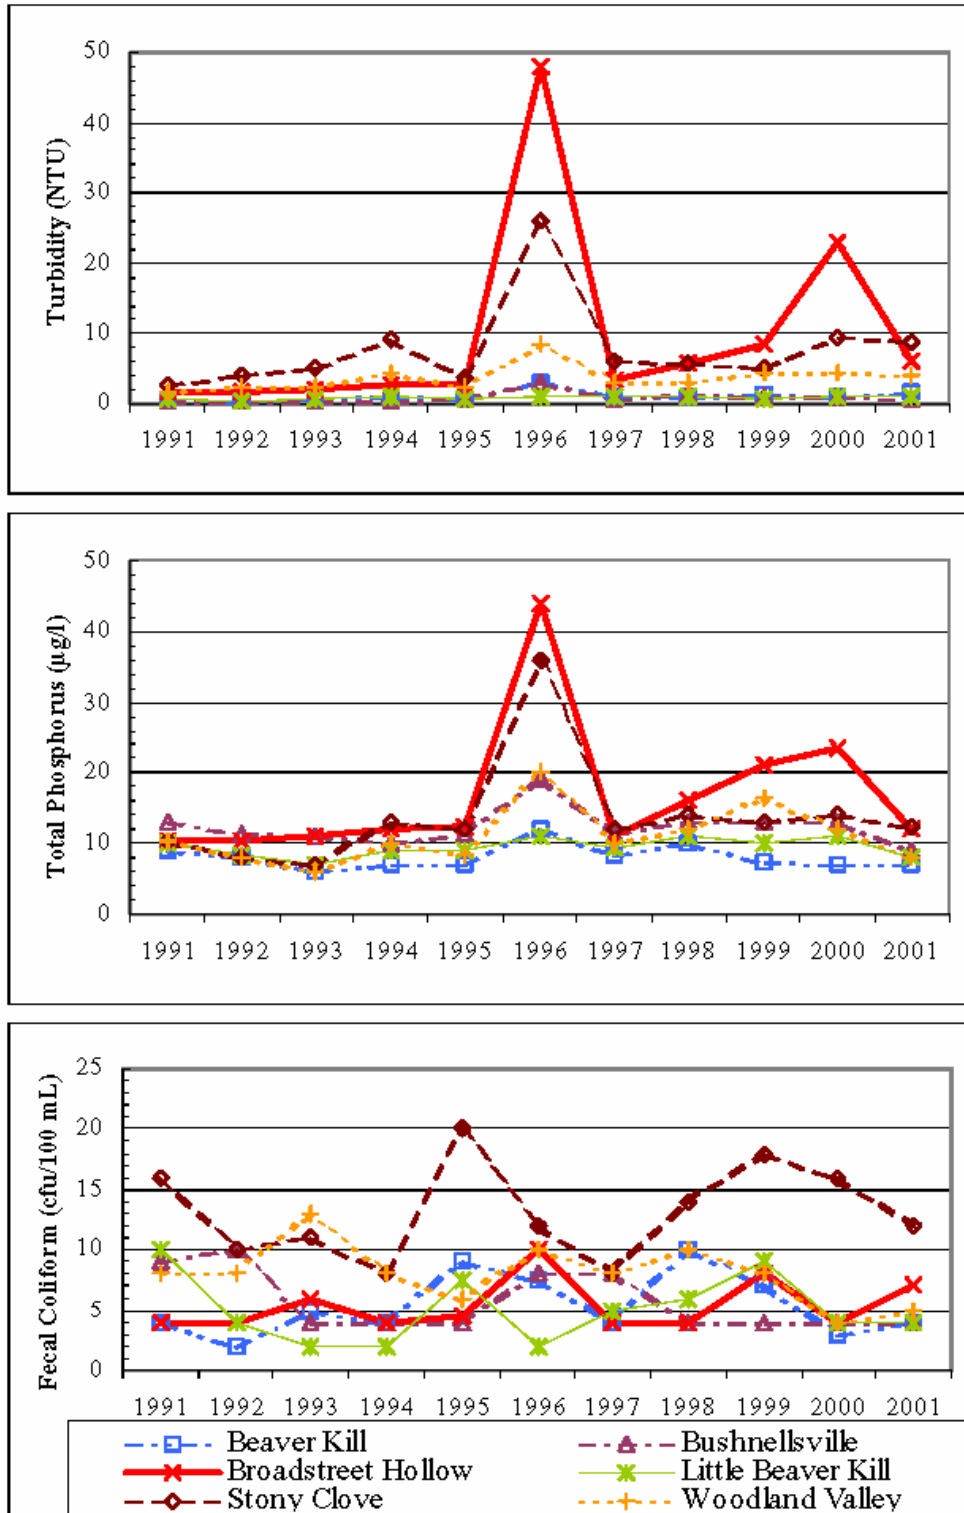 Turbidity (NTU)
50
40
30
20
10
0
1991 1992 1993 1994 1995 1996 1997 1998 1999 2000 2001
Total Phosphorus (µg/l)
50
40
30
20
10
0
1991 1992 1993 1994 1995 1996 1997 1998 1999 2000 2001
Fecal Coliform (cfu/100 mL)
25
20
15
10
5
0
1991 1992 1993 1994 1995 1996 1997 1998 1999 2000 2001
Beaver Kill Bushnellsville
Broadstreet Hollow Little Beaver Kill
Stony Clove Woodland Valley